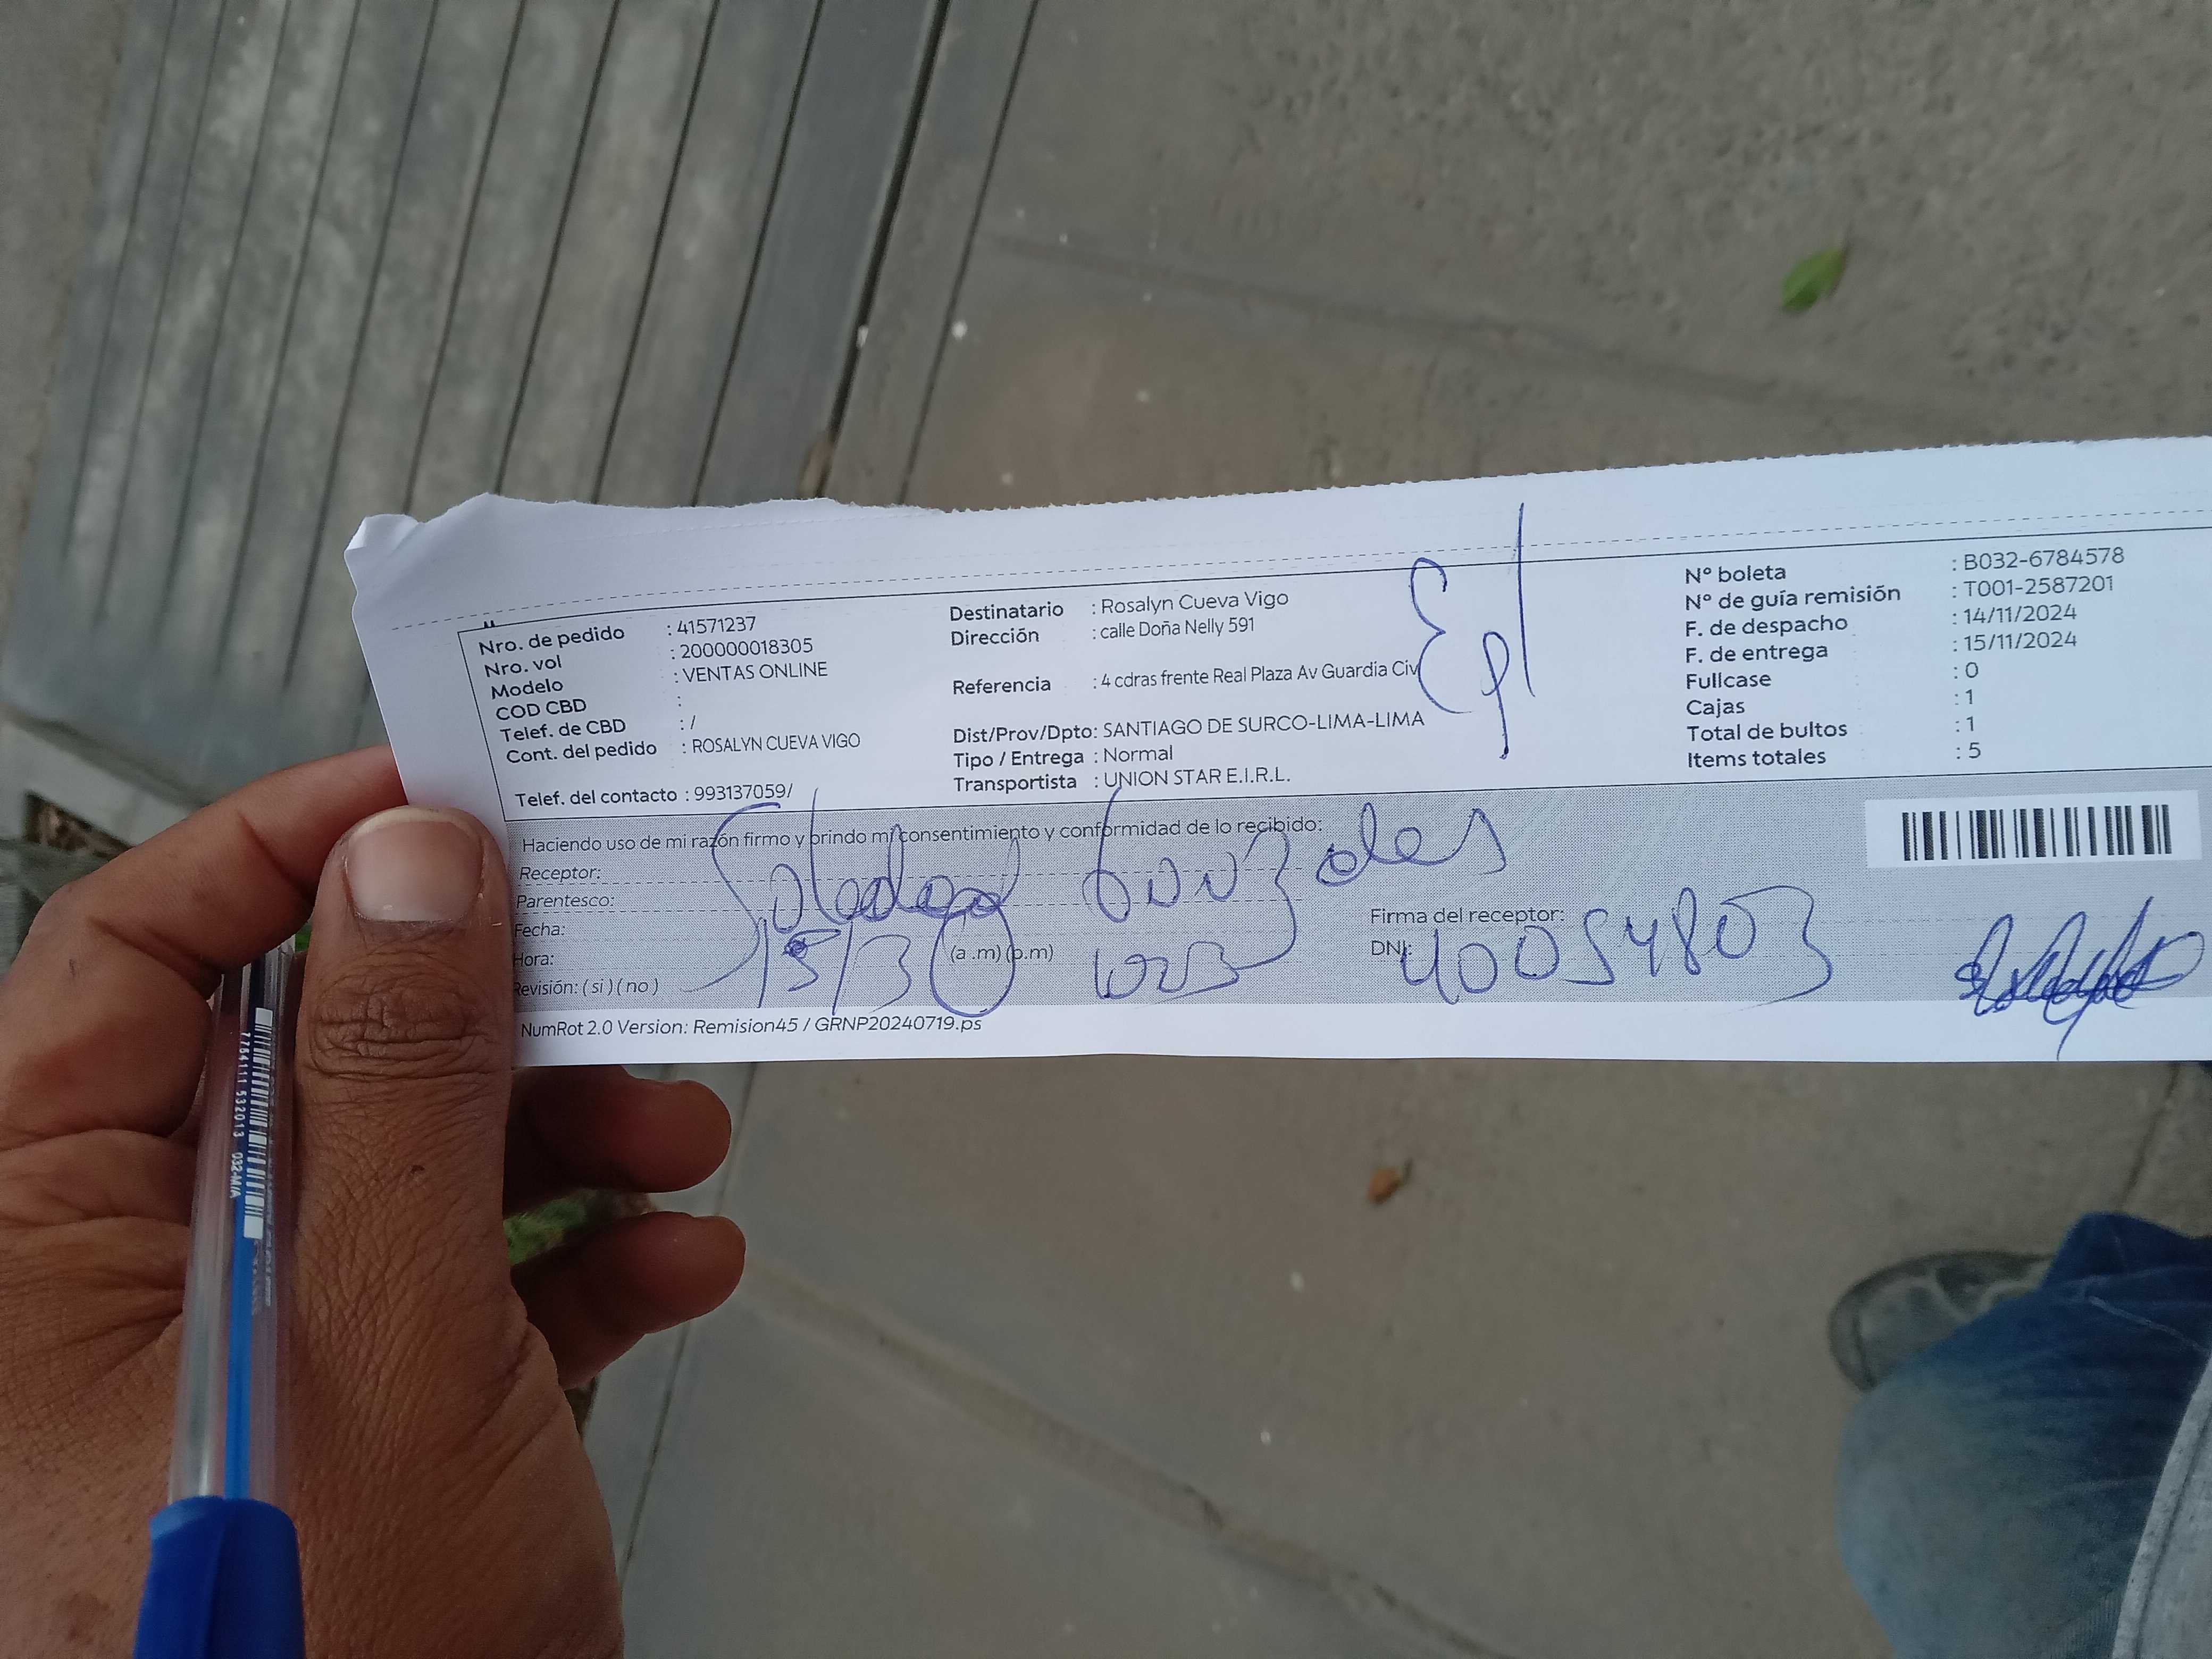 Nro. de pedido : 41571237
Nro. vol : 200000018305
Modelo : VENTAS ONLINE
COD CBD :
Telef. de CBD : /
Cont. del pedido : ROSALYN CUEVA VIGO
Telef. del contacto : 993137059/
Destinatario : Rosalyn Cueva Vigo
Dirección : calle Doña Nelly 591
Referencia : 4 cdras frente Real Plaza Av Guardia Civ
Dist/Prov/Dpto: SANTIAGO DE SURCO-LIMA-LIMA
Tipo / Entrega : Normal
Transportista : UNION STAR E.I.R.L.
N° boleta : B032-6784578
N° de guía remisión : T001-2587201
F. de despacho : 14/11/2024
F. de entrega : 15/11/2024
Fullcase : 0
Cajas : 1
Total de bultos : 1
Items totales : 5
Haciendo uso de mi razón firmo y brindo mi consentimiento y conformidad de lo recibido:
Receptor: Soledad Gonzales
Parentesco:
Fecha:
Hora: (a .m) (p.m)
Revisión: ( si ) ( no )
Firma del receptor:
DNI: 40054803
NumRot 2.0 Version: Remision45 / GRNP20240719.ps
7754111 532013 032-M/A